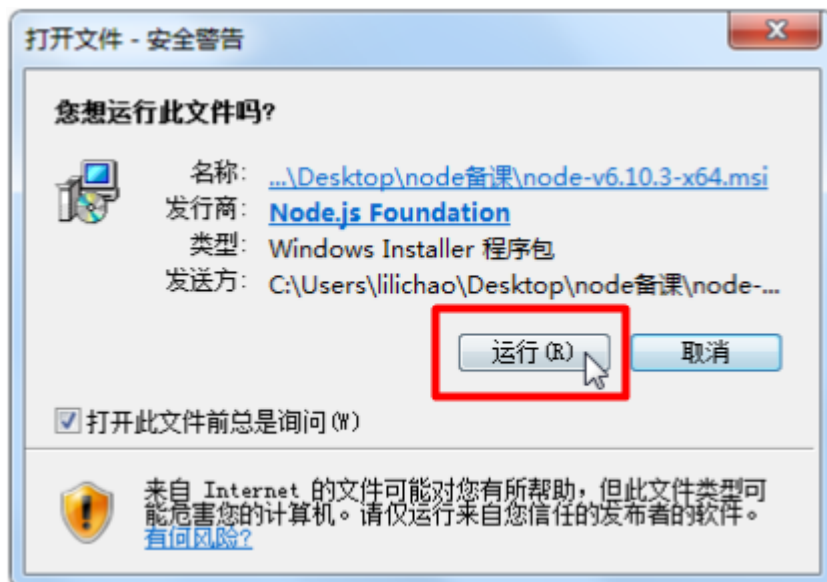 打开文件 - 安全警告
您想运行此文件吗?
名称: ...\Desktop\node备课\node-v6.10.3-x64.msi
发行商: Node.js Foundation
类型: Windows Installer 程序包
发送方: C:\Users\lilichao\Desktop\node备课\node-...
运行(R) 取消
打开此文件前总是询问(W)
来自 Internet 的文件可能对您有所帮助，但此文件类型可
能危害您的计算机。请仅运行来自您信任的发布者的软件。
有何风险?